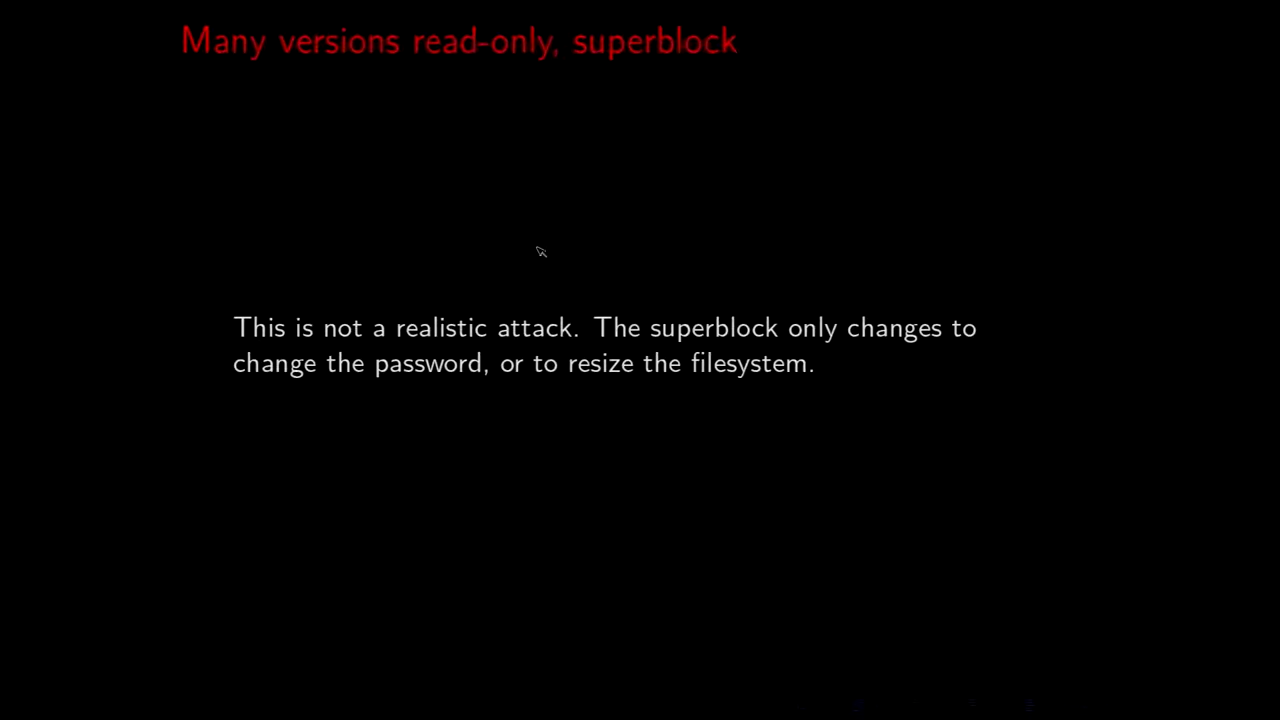 Many versions read-only, superblock
This is not a realistic attack. The superblock only changes to
change the password, or to resize the filesystem.